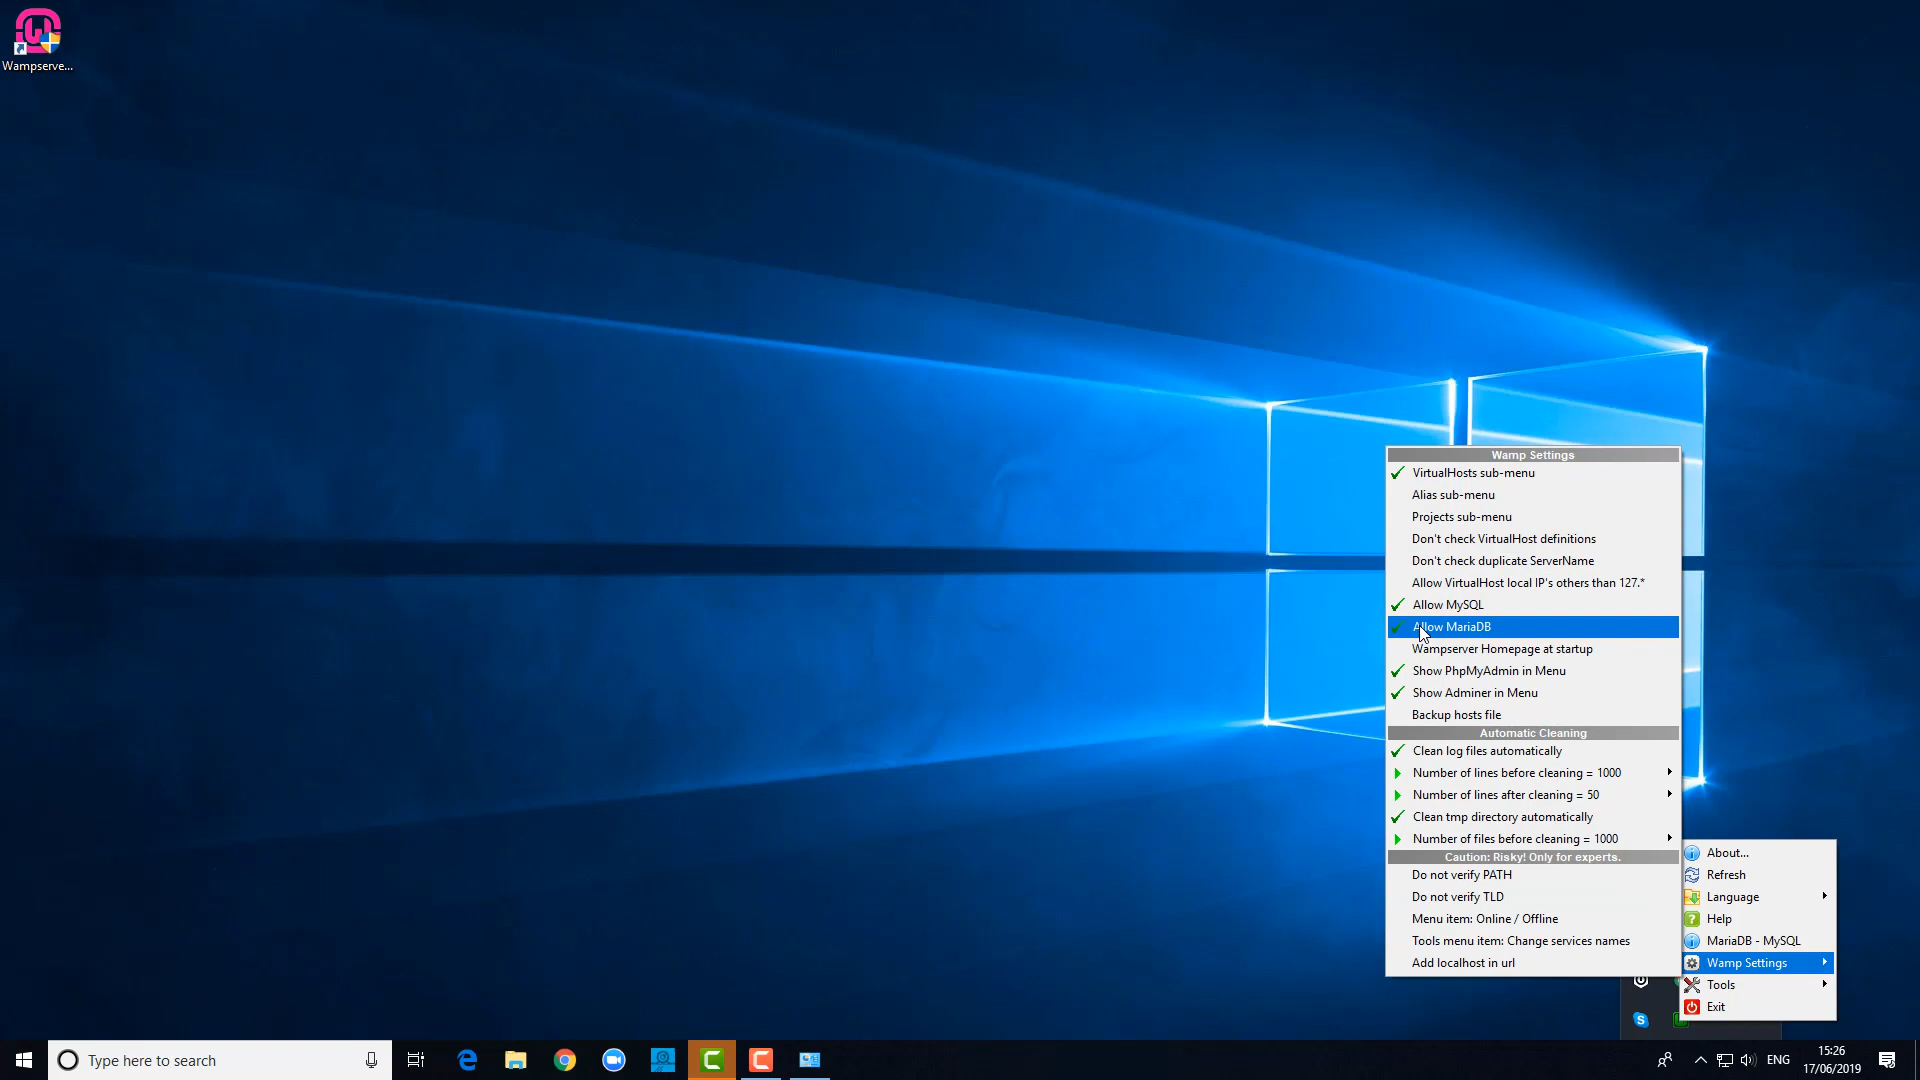 Wampserve...
Wamp Settings
VirtualHosts sub-menu
Alias sub-menu
Projects sub-menu
Don't check VirtualHost definitions
Don't check duplicate ServerName
Allow VirtualHost local IP's others than 127.*
Allow MySQL
Allow MariaDB
Wampserver Homepage at startup
Show PhpMyAdmin in Menu
Show Adminer in Menu
Backup hosts file
Automatic Cleaning
Clean log files automatically
Number of lines before cleaning = 1000
Number of lines after cleaning = 50
Clean tmp directory automatically
Number of files before cleaning = 1000
Caution: Risky! Only for experts.
Do not verify PATH
Do not verify TLD
Menu item: Online / Offline
Tools menu item: Change services names
Add localhost in url
About...
Refresh
Language
Help
MariaDB - MySQL
Wamp Settings
Tools
Exit
Type here to search
ENG
15:26
17/06/2019